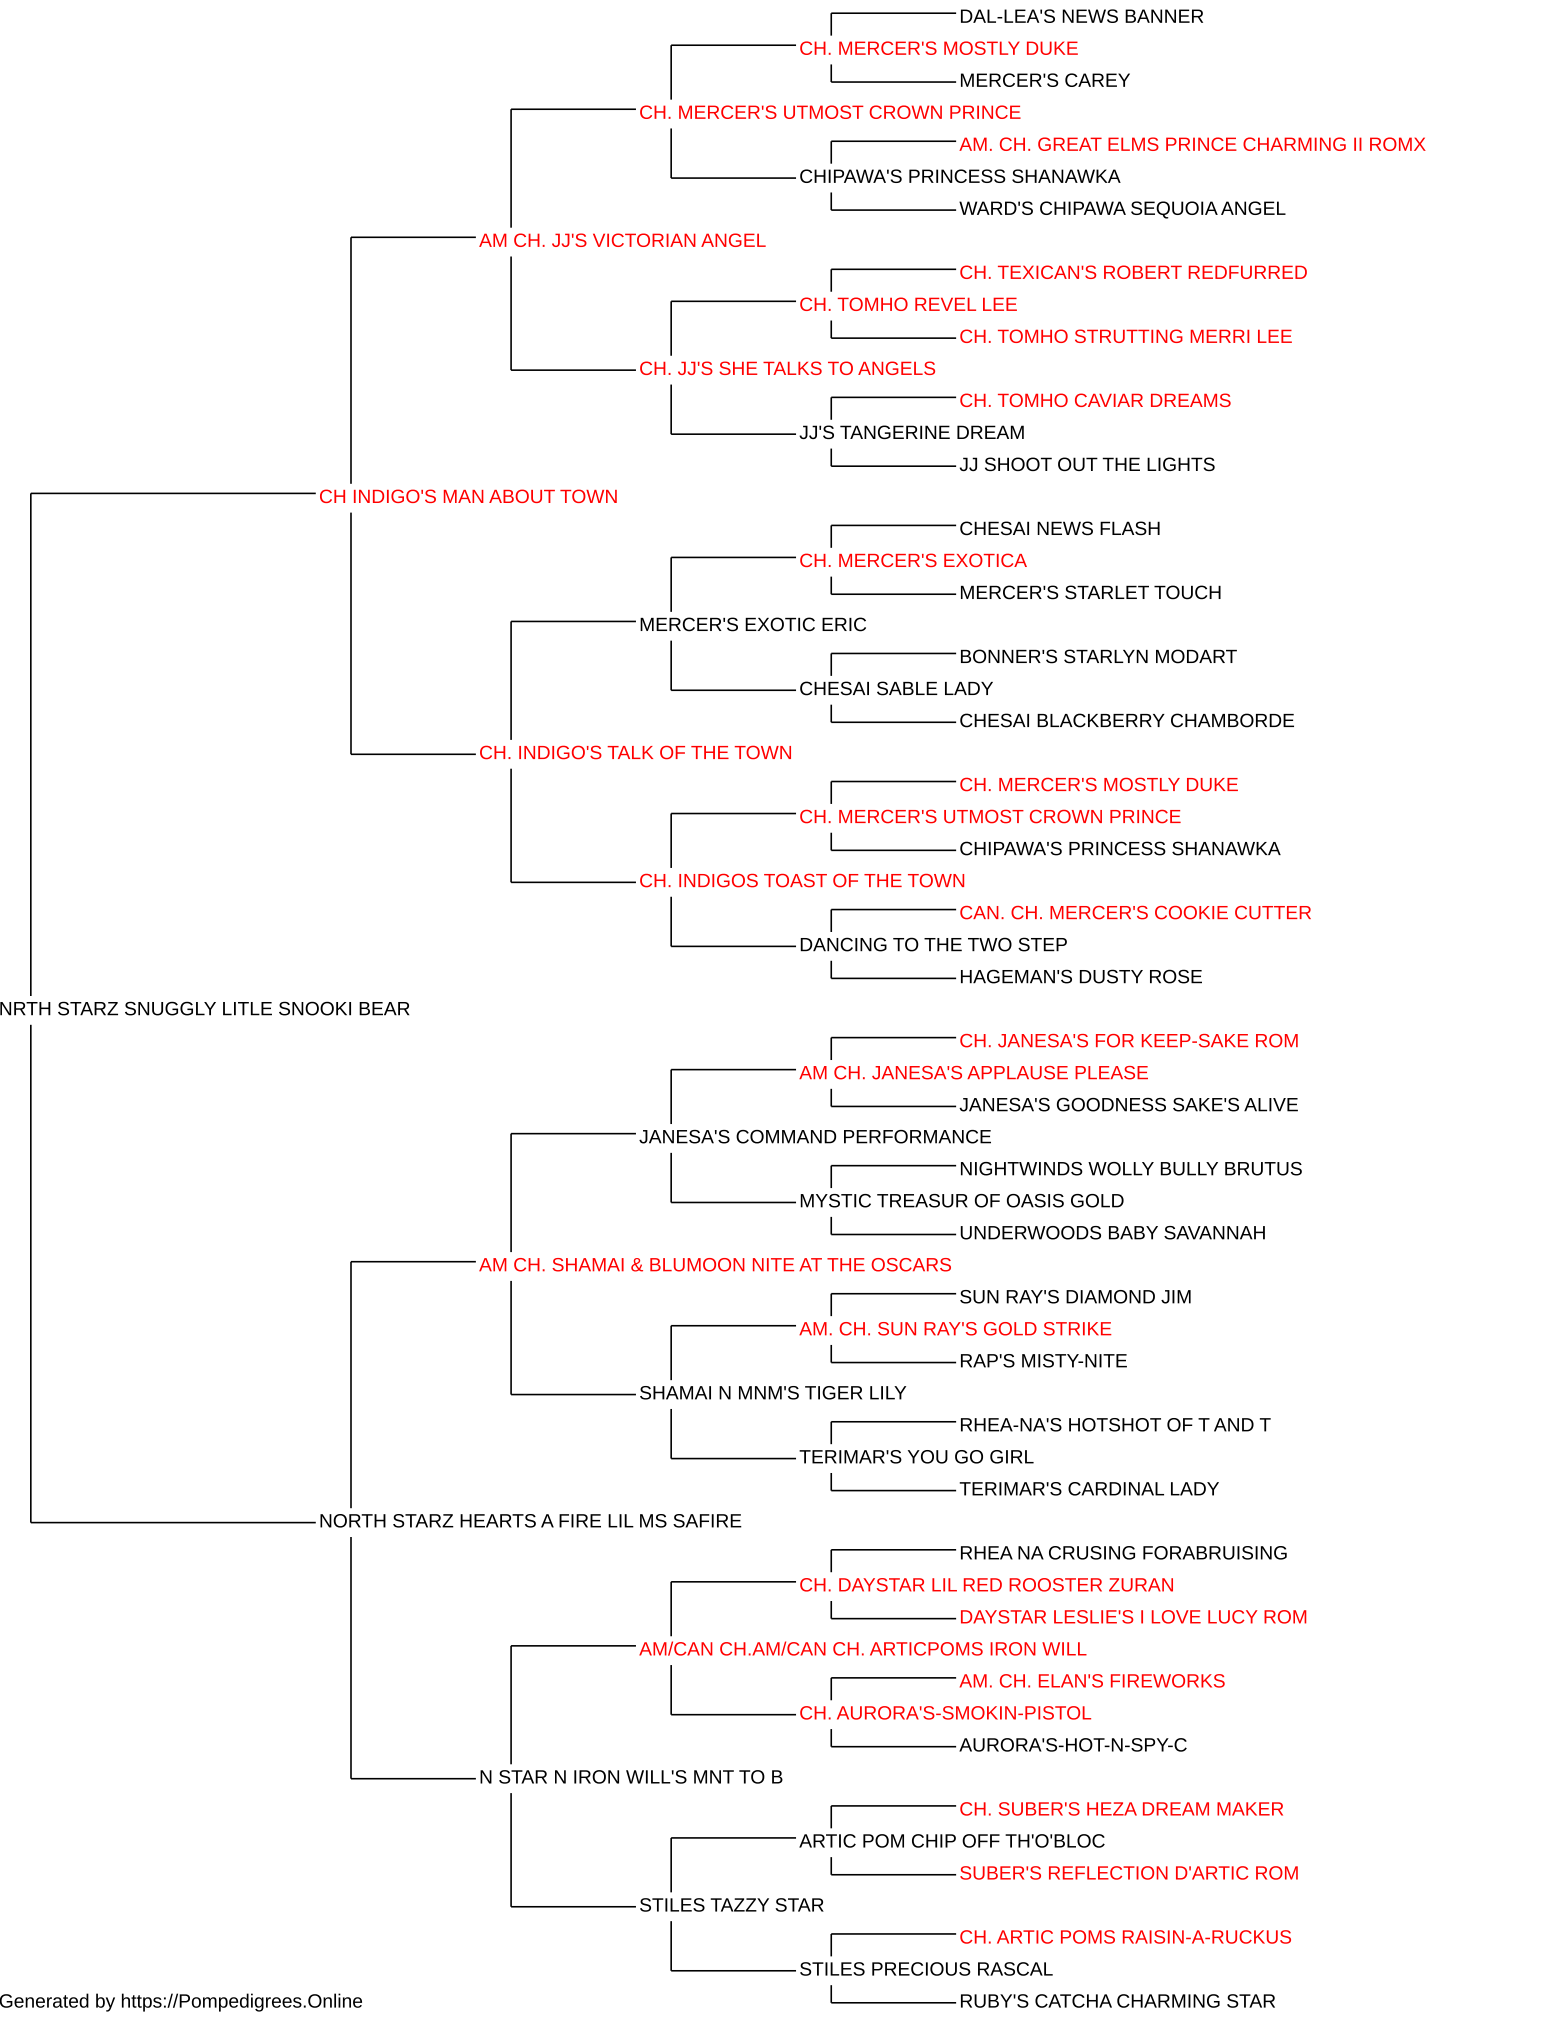 DAL-LEA'S NEWS BANNER
CH. MERCER'S MOSTLY DUKE
MERCER'S CAREY
CH. MERCER'S UTMOST CROWN PRINCE
AM. CH. GREAT ELMS PRINCE CHARMING II ROMX
CHIPAWA'S PRINCESS SHANAWKA
WARD'S CHIPAWA SEQUOIA ANGEL
AM CH. JJ'S VICTORIAN ANGEL
CH. TEXICAN'S ROBERT REDFURRED
CH. TOMHO REVEL LEE
CH. TOMHO STRUTTING MERRI LEE
CH. JJ'S SHE TALKS TO ANGELS
CH. TOMHO CAVIAR DREAMS
JJ'S TANGERINE DREAM
JJ SHOOT OUT THE LIGHTS
CH INDIGO'S MAN ABOUT TOWN
CHESAI NEWS FLASH
CH. MERCER'S EXOTICA
MERCER'S STARLET TOUCH
MERCER'S EXOTIC ERIC
BONNER'S STARLYN MODART
CHESAI SABLE LADY
CHESAI BLACKBERRY CHAMBORDE
CH. INDIGO'S TALK OF THE TOWN
CH. MERCER'S MOSTLY DUKE
CH. MERCER'S UTMOST CROWN PRINCE
CHIPAWA'S PRINCESS SHANAWKA
CH. INDIGOS TOAST OF THE TOWN
CAN. CH. MERCER'S COOKIE CUTTER
DANCING TO THE TWO STEP
HAGEMAN'S DUSTY ROSE
NRTH STARZ SNUGGLY LITLE SNOOKI BEAR
CH. JANESA'S FOR KEEP-SAKE ROM
AM CH. JANESA'S APPLAUSE PLEASE
JANESA'S GOODNESS SAKE'S ALIVE
JANESA'S COMMAND PERFORMANCE
NIGHTWINDS WOLLY BULLY BRUTUS
MYSTIC TREASUR OF OASIS GOLD
UNDERWOODS BABY SAVANNAH
AM CH. SHAMAI & BLUMOON NITE AT THE OSCARS
SUN RAY'S DIAMOND JIM
AM. CH. SUN RAY'S GOLD STRIKE
RAP'S MISTY-NITE
SHAMAI N MNM'S TIGER LILY
RHEA-NA'S HOTSHOT OF T AND T
TERIMAR'S YOU GO GIRL
TERIMAR'S CARDINAL LADY
NORTH STARZ HEARTS A FIRE LIL MS SAFIRE
RHEA NA CRUSING FORABRUISING
CH. DAYSTAR LIL RED ROOSTER ZURAN
DAYSTAR LESLIE'S I LOVE LUCY ROM
AM/CAN CH.AM/CAN CH. ARTICPOMS IRON WILL
AM. CH. ELAN'S FIREWORKS
CH. AURORA'S-SMOKIN-PISTOL
AURORA'S-HOT-N-SPY-C
N STAR N IRON WILL'S MNT TO B
CH. SUBER'S HEZA DREAM MAKER
ARTIC POM CHIP OFF TH'O'BLOC
SUBER'S REFLECTION D'ARTIC ROM
STILES TAZZY STAR
CH. ARTIC POMS RAISIN-A-RUCKUS
STILES PRECIOUS RASCAL
RUBY'S CATCHA CHARMING STAR
Generated by https://Pompedigrees.Online